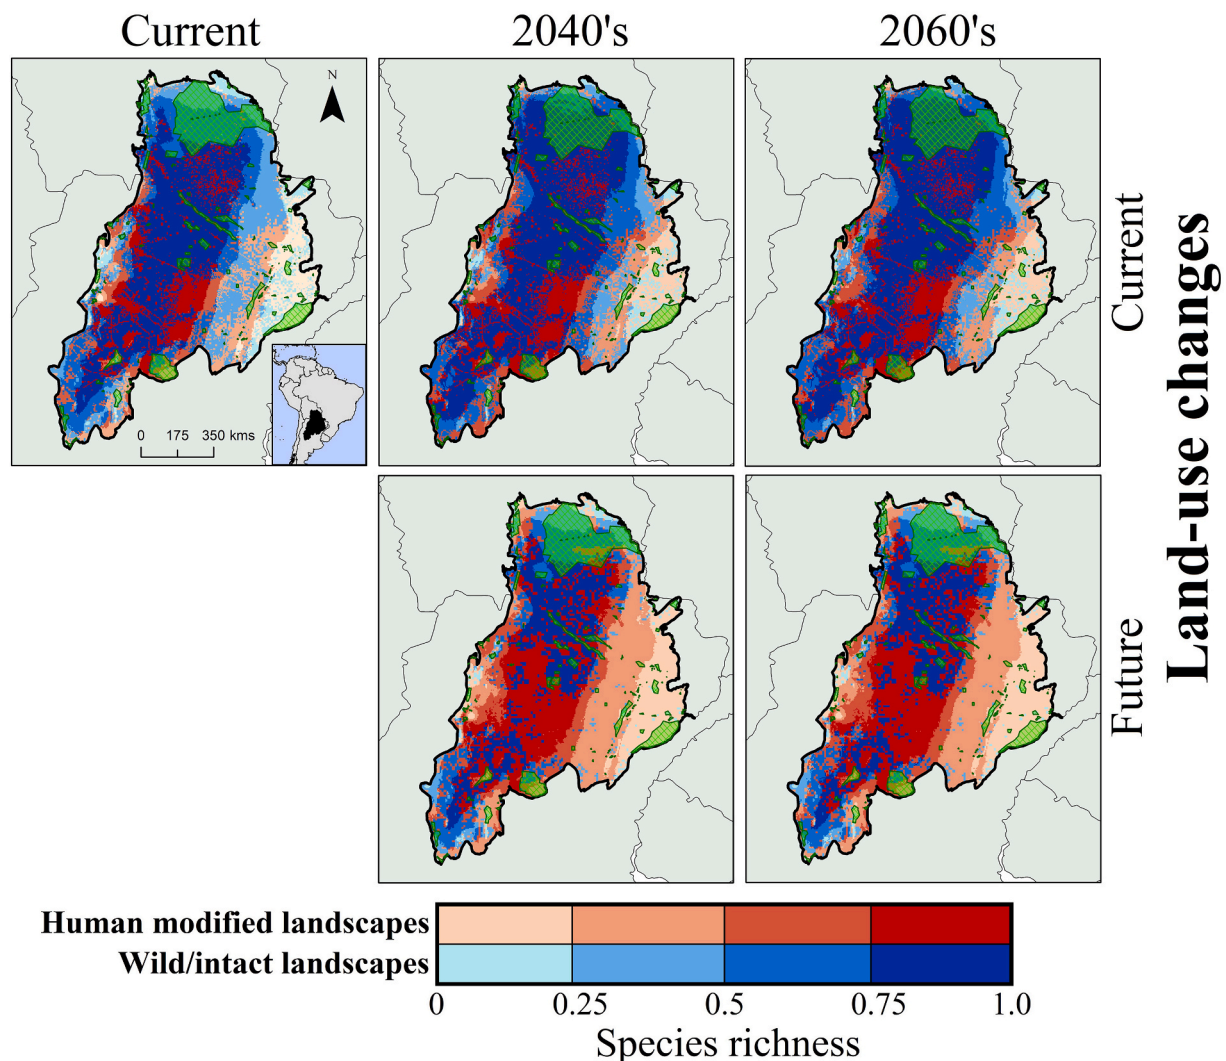 Current
2040's
2060's
N
Current
0 175 350 kms
Future
Land-use changes
Human modified landscapes
Wild/intact landscapes
0 0.25 0.5 0.75 1.0
Species richness